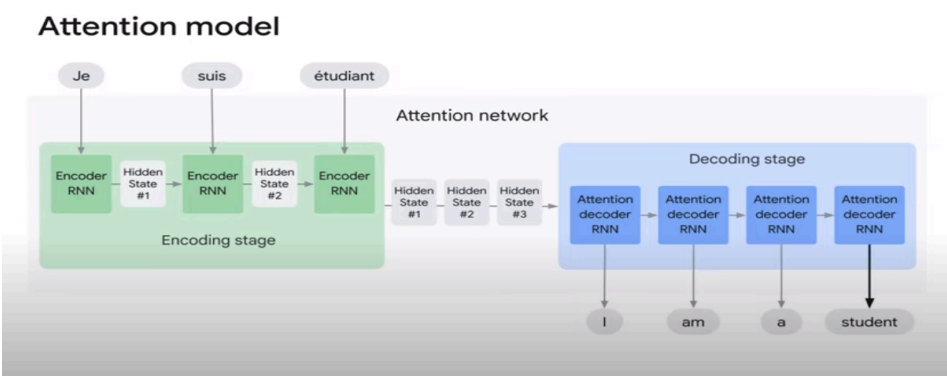 Attention model
Je
suis
étudiant
Attention network
Encoder
RNN
Hidden
State
#1
Encoder
RNN
Hidden
State
#2
Encoder
RNN
Encoding stage
Hidden
State
#1
Hidden
State
#2
Hidden
State
#3
Decoding stage
Attention
decoder
RNN
Attention
decoder
RNN
Attention
decoder
RNN
Attention
decoder
RNN
I
am
a
student